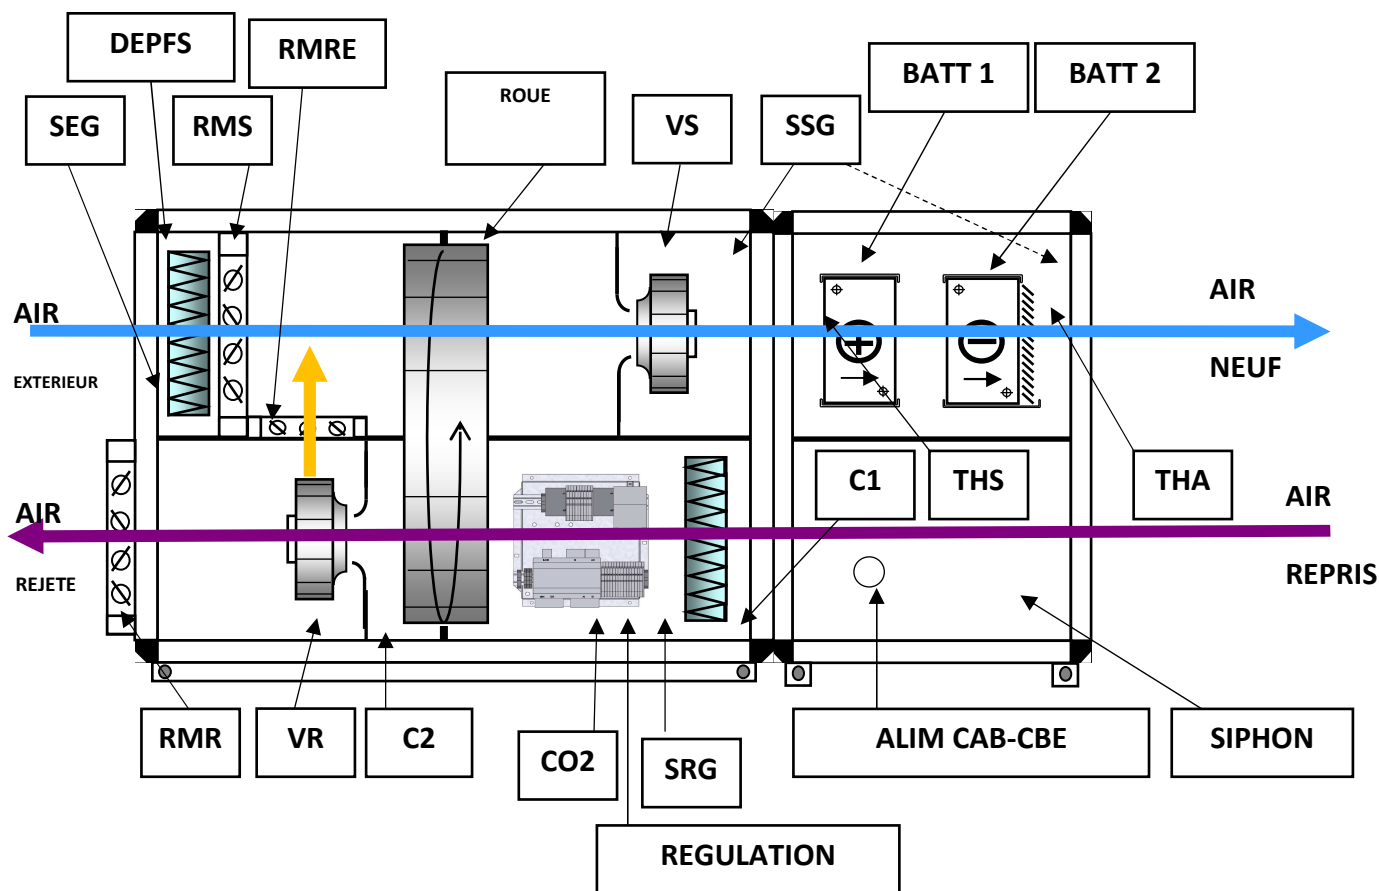 DEPFS
RMRE
ROUE
BATT 1
BATT 2
SEG
RMS
VS
SSG
AIR
EXTERIEUR
AIR
NEUF
C1
THS
THA
AIR
REJETE
AIR
REPRIS
RMR
VR
C2
CO2
SRG
ALIM CAB-CBE
SIPHON
REGULATION